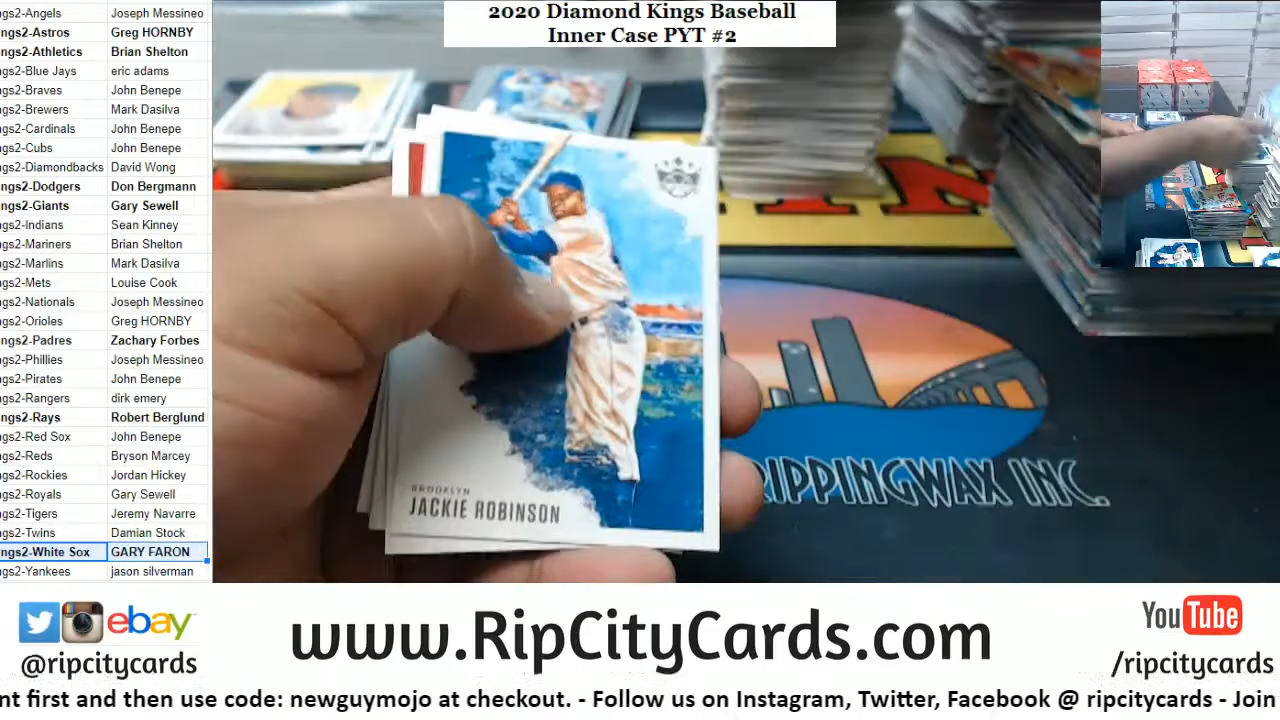 2020 Diamond Kings Baseball
Inner Case PYT #2
ngs2-Angels Joseph Messineo
ngs2-Astros Greg HORNBY
ngs2-Athletics Brian Shelton
ngs2-Blue Jays eric adams
ngs2-Braves John Benepe
ngs2-Brewers Mark Dasilva
ngs2-Cardinals John Benepe
ngs2-Cubs John Benepe
ngs2-Diamondbacks David Wong
ngs2-Dodgers Don Bergmann
ngs2-Giants Gary Sewell
ngs2-Indians Sean Kinney
ngs2-Mariners Brian Shelton
ngs2-Marlins Mark Dasilva
ngs2-Mets Louise Cook
ngs2-Nationals Joseph Messineo
ngs2-Orioles Greg HORNBY
ngs2-Padres Zachary Forbes
ngs2-Phillies Joseph Messineo
ngs2-Pirates John Benepe
ngs2-Rangers dirk emery
ngs2-Rays Robert Berglund
ngs2-Red Sox John Benepe
ngs2-Reds Bryson Marcey
ngs2-Rockies Jordan Hickey
ngs2-Royals Gary Sewell
ngs2-Tigers Jeremy Navarre
ngs2-Twins Damian Stock
ngs2-White Sox GARY FARON
ngs2-Yankees jason silverman
BROOKLYN
JACKIE ROBINSON
RIPPINGWAX INC.
ebay
@ripcitycards
www.RipCityCards.com
YouTube
/ripcitycards
nt first and then use code: newguymojo at checkout. - Follow us on Instagram, Twitter, Facebook @ ripcitycards - Join